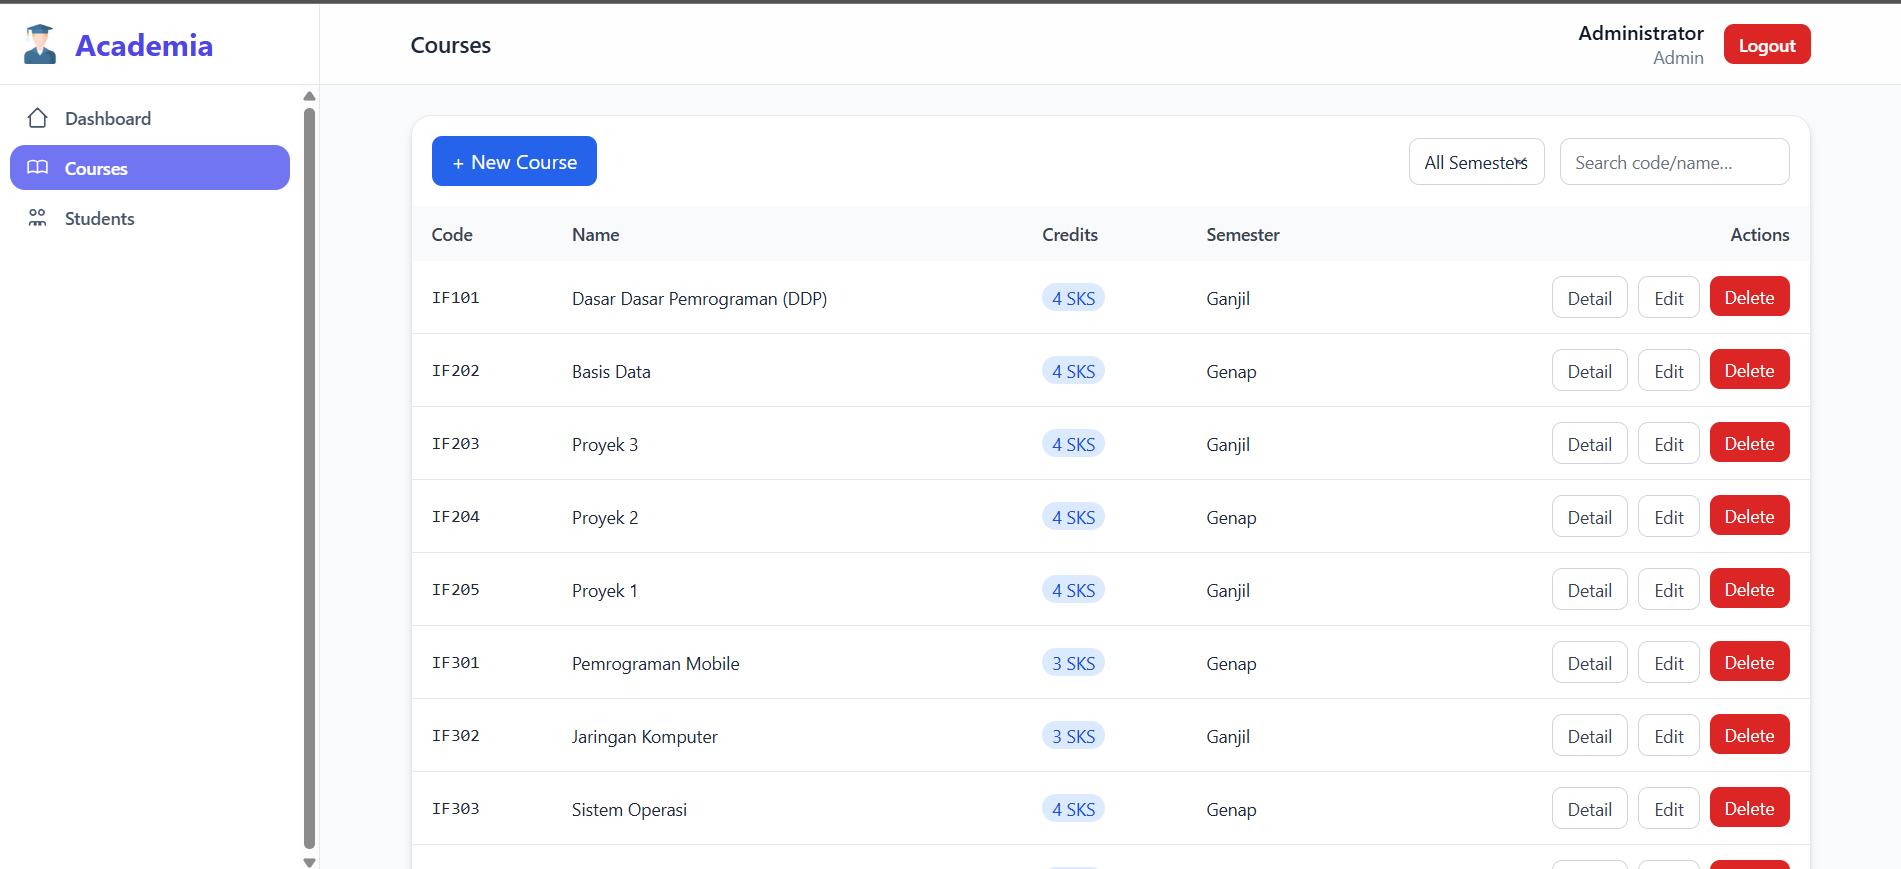 Academia
Courses
Administrator
Admin
Logout
Dashboard
Courses
Students
+ New Course
All Semesters
Search code/name...
Code Name Credits Semester Actions
IF101 Dasar Dasar Pemrograman (DDP) 4 SKS Ganjil Detail Edit Delete
IF202 Basis Data 4 SKS Genap Detail Edit Delete
IF203 Proyek 3 4 SKS Ganjil Detail Edit Delete
IF204 Proyek 2 4 SKS Genap Detail Edit Delete
IF205 Proyek 1 4 SKS Ganjil Detail Edit Delete
IF301 Pemrograman Mobile 3 SKS Genap Detail Edit Delete
IF302 Jaringan Komputer 3 SKS Ganjil Detail Edit Delete
IF303 Sistem Operasi 4 SKS Genap Detail Edit Delete